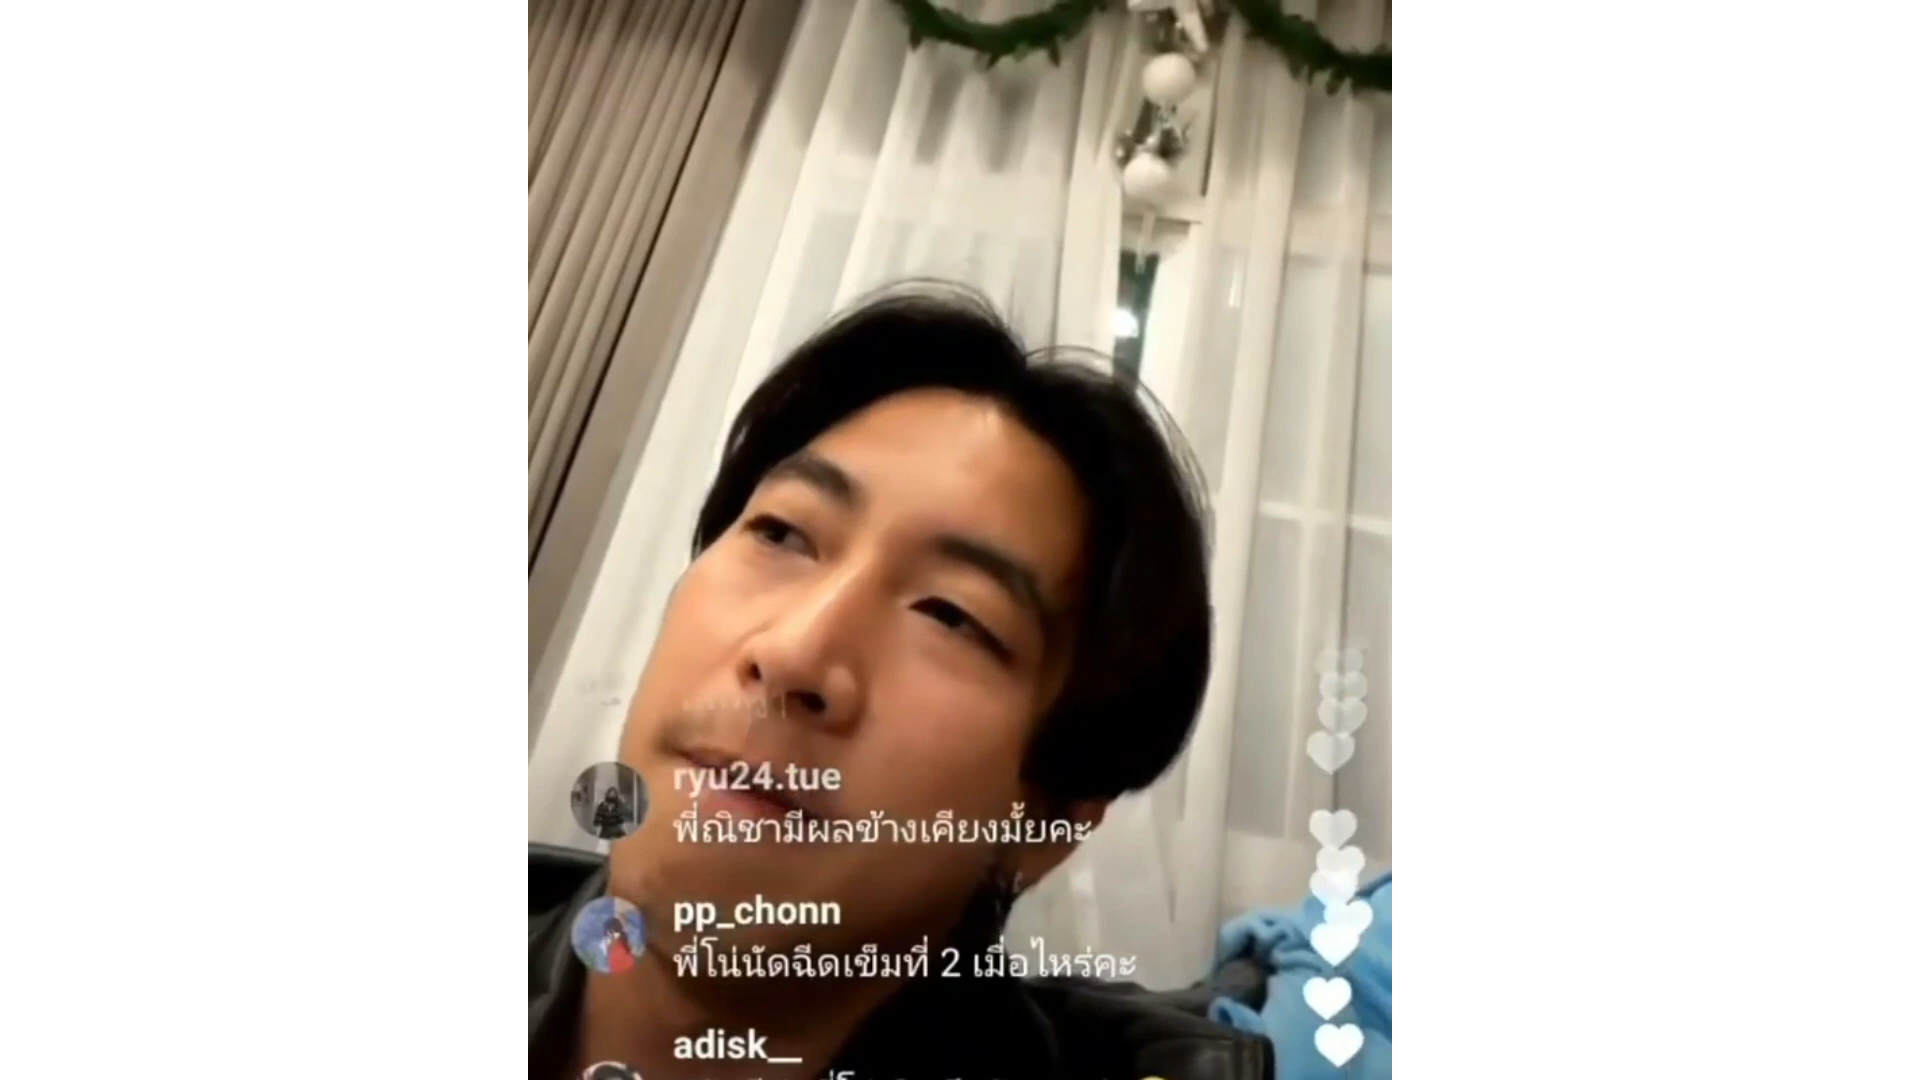 ryu24.tue
พี่ณิชามีผลข้างเคียงมั้ยคะ
pp_chonn
พี่โน่นัดฉีดเข็มที่ 2 เมื่อไหร่คะ
adisk__